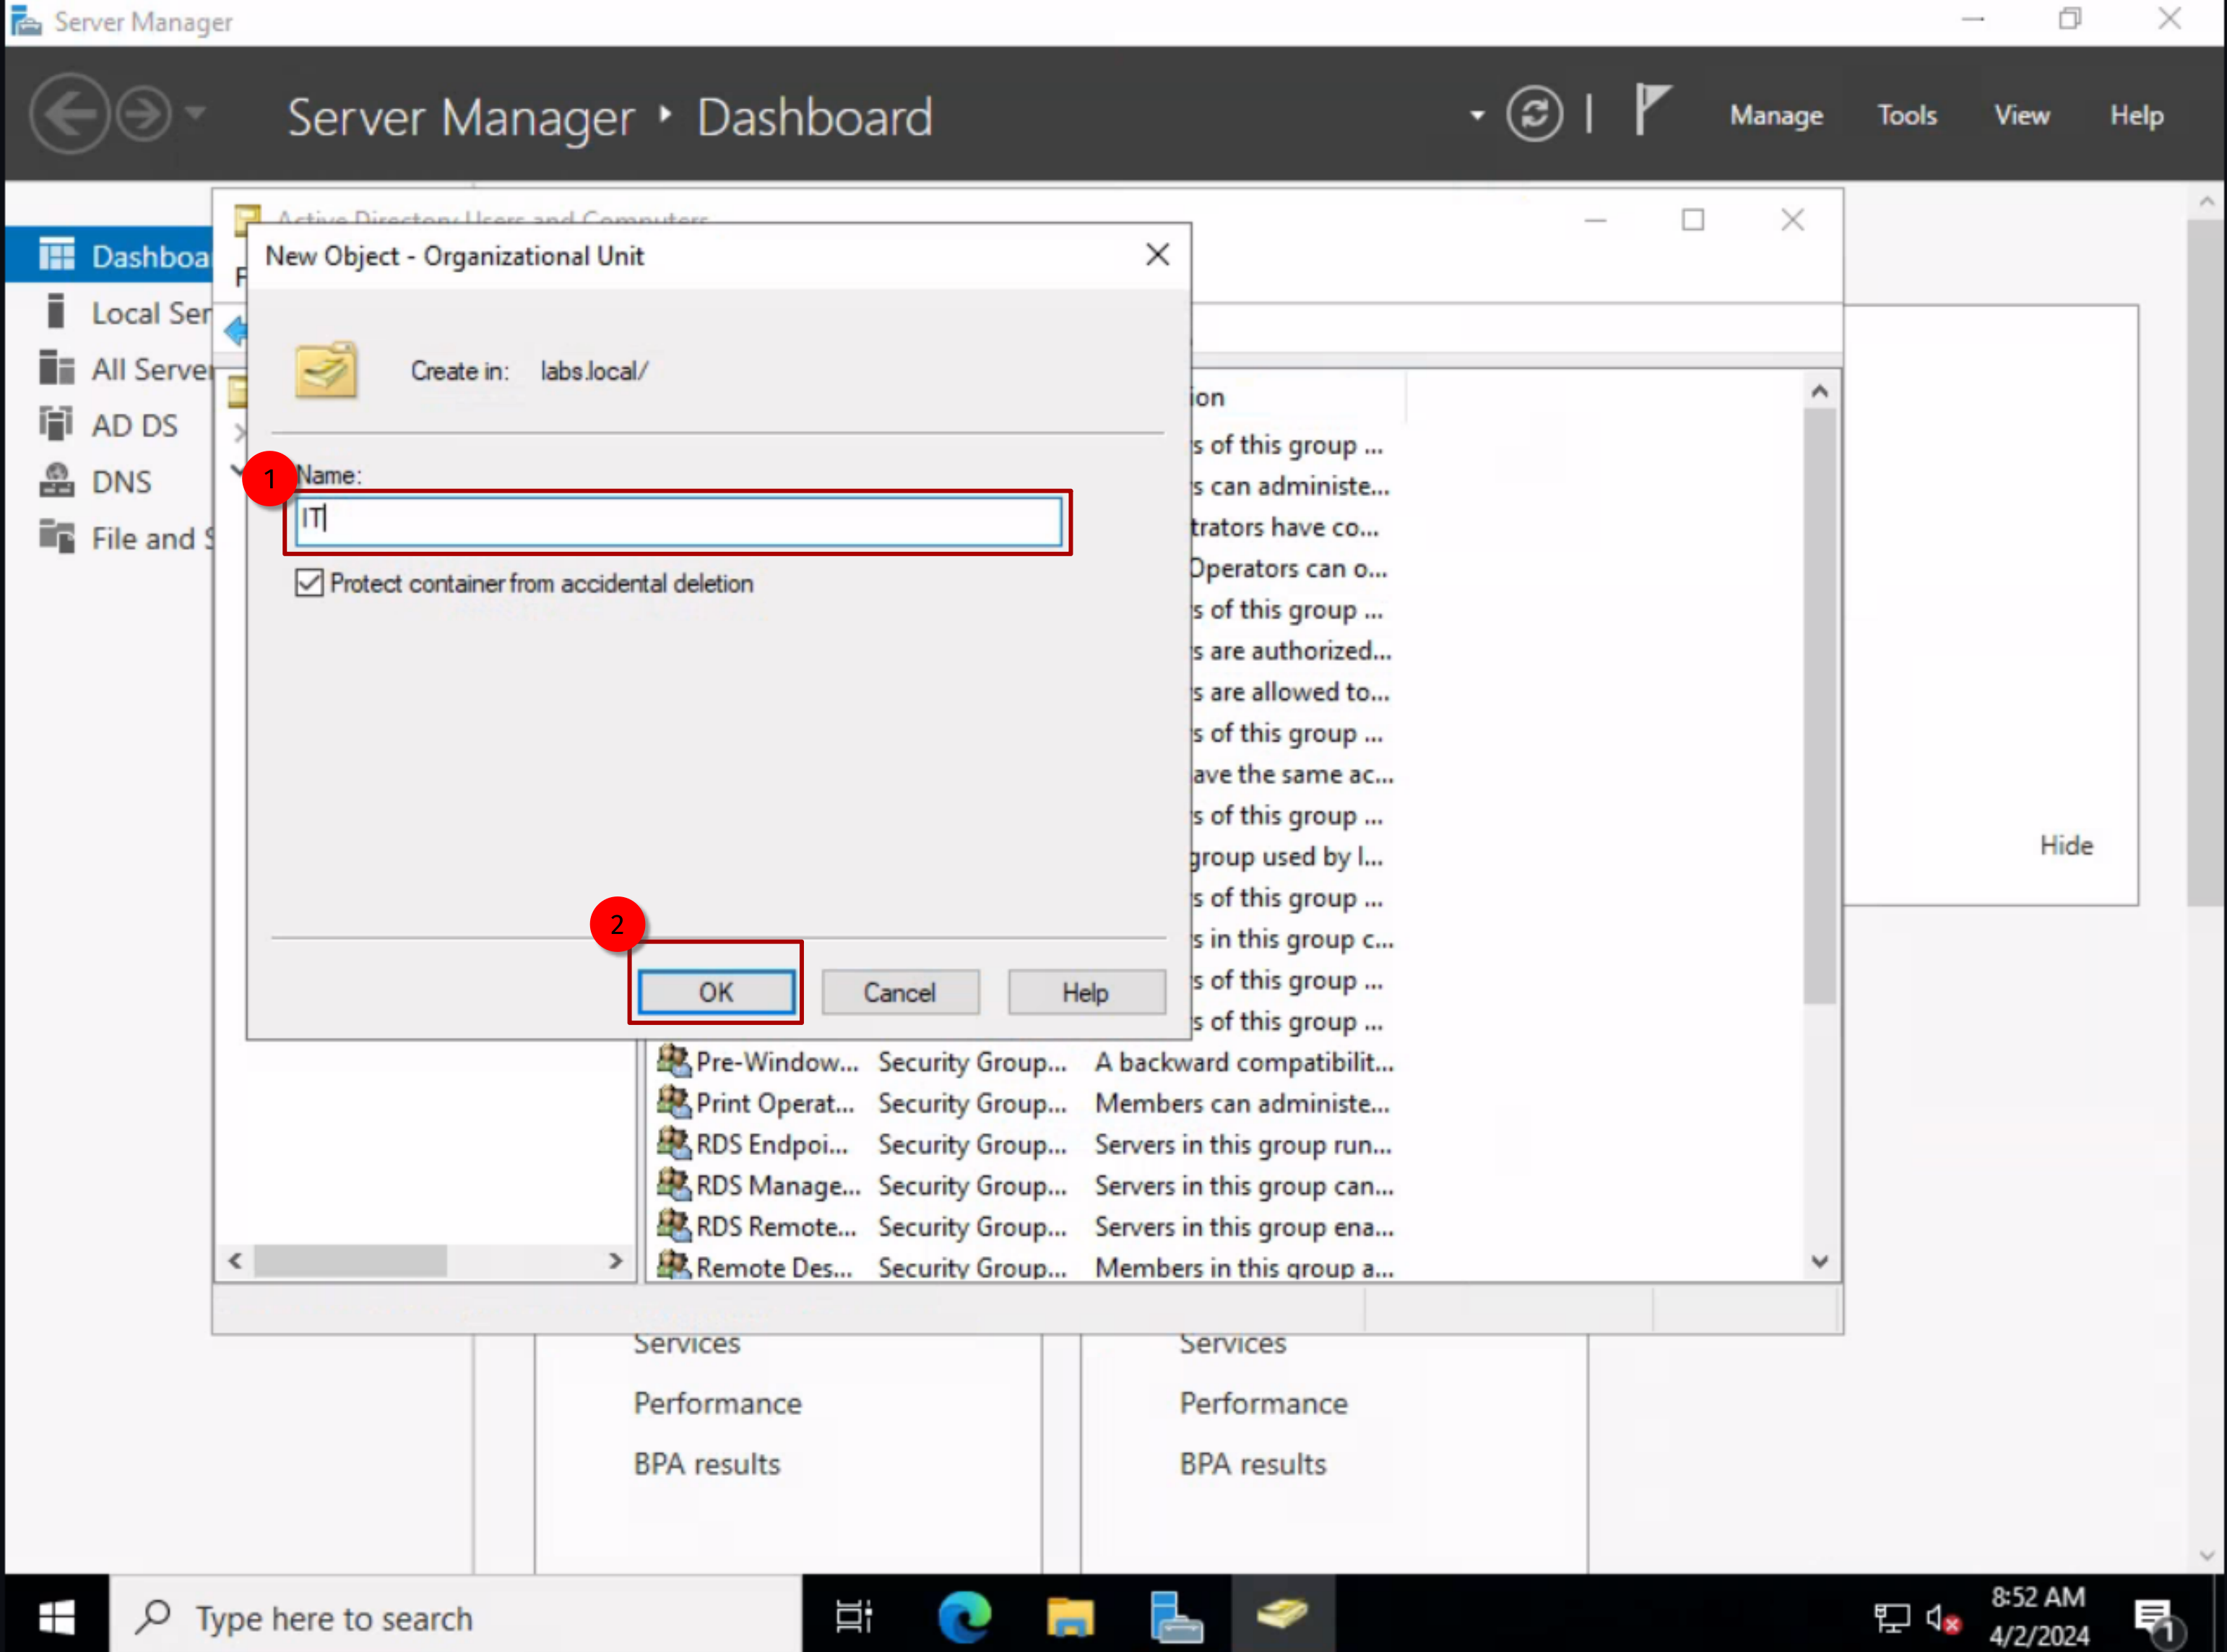 Server Manager
Server Manager ‣ Dashboard
Manage Tools View Help
Active Directory Users and Computers
New Object - Organizational Unit
Dashboa
Local Ser
All Server
AD DS
DNS
File and S
F
Create in: labs.local/
1
Name:
IT
Protect container from accidental deletion
2
OK Cancel Help
ion
s of this group ...
s can administe...
trators have co...
Operators can o...
s of this group ...
s are authorized...
s are allowed to...
s of this group ...
ave the same ac...
s of this group ...
group used by l...
s of this group ...
s in this group c...
s of this group ...
s of this group ...
Pre-Window... Security Group... A backward compatibilit...
Print Operat... Security Group... Members can administe...
RDS Endpoi... Security Group... Servers in this group run...
RDS Manage... Security Group... Servers in this group can...
RDS Remote... Security Group... Servers in this group ena...
Remote Des... Security Group... Members in this group a...
Hide
Services Services
Performance Performance
BPA results BPA results
Type here to search
8:52 AM
4/2/2024
1